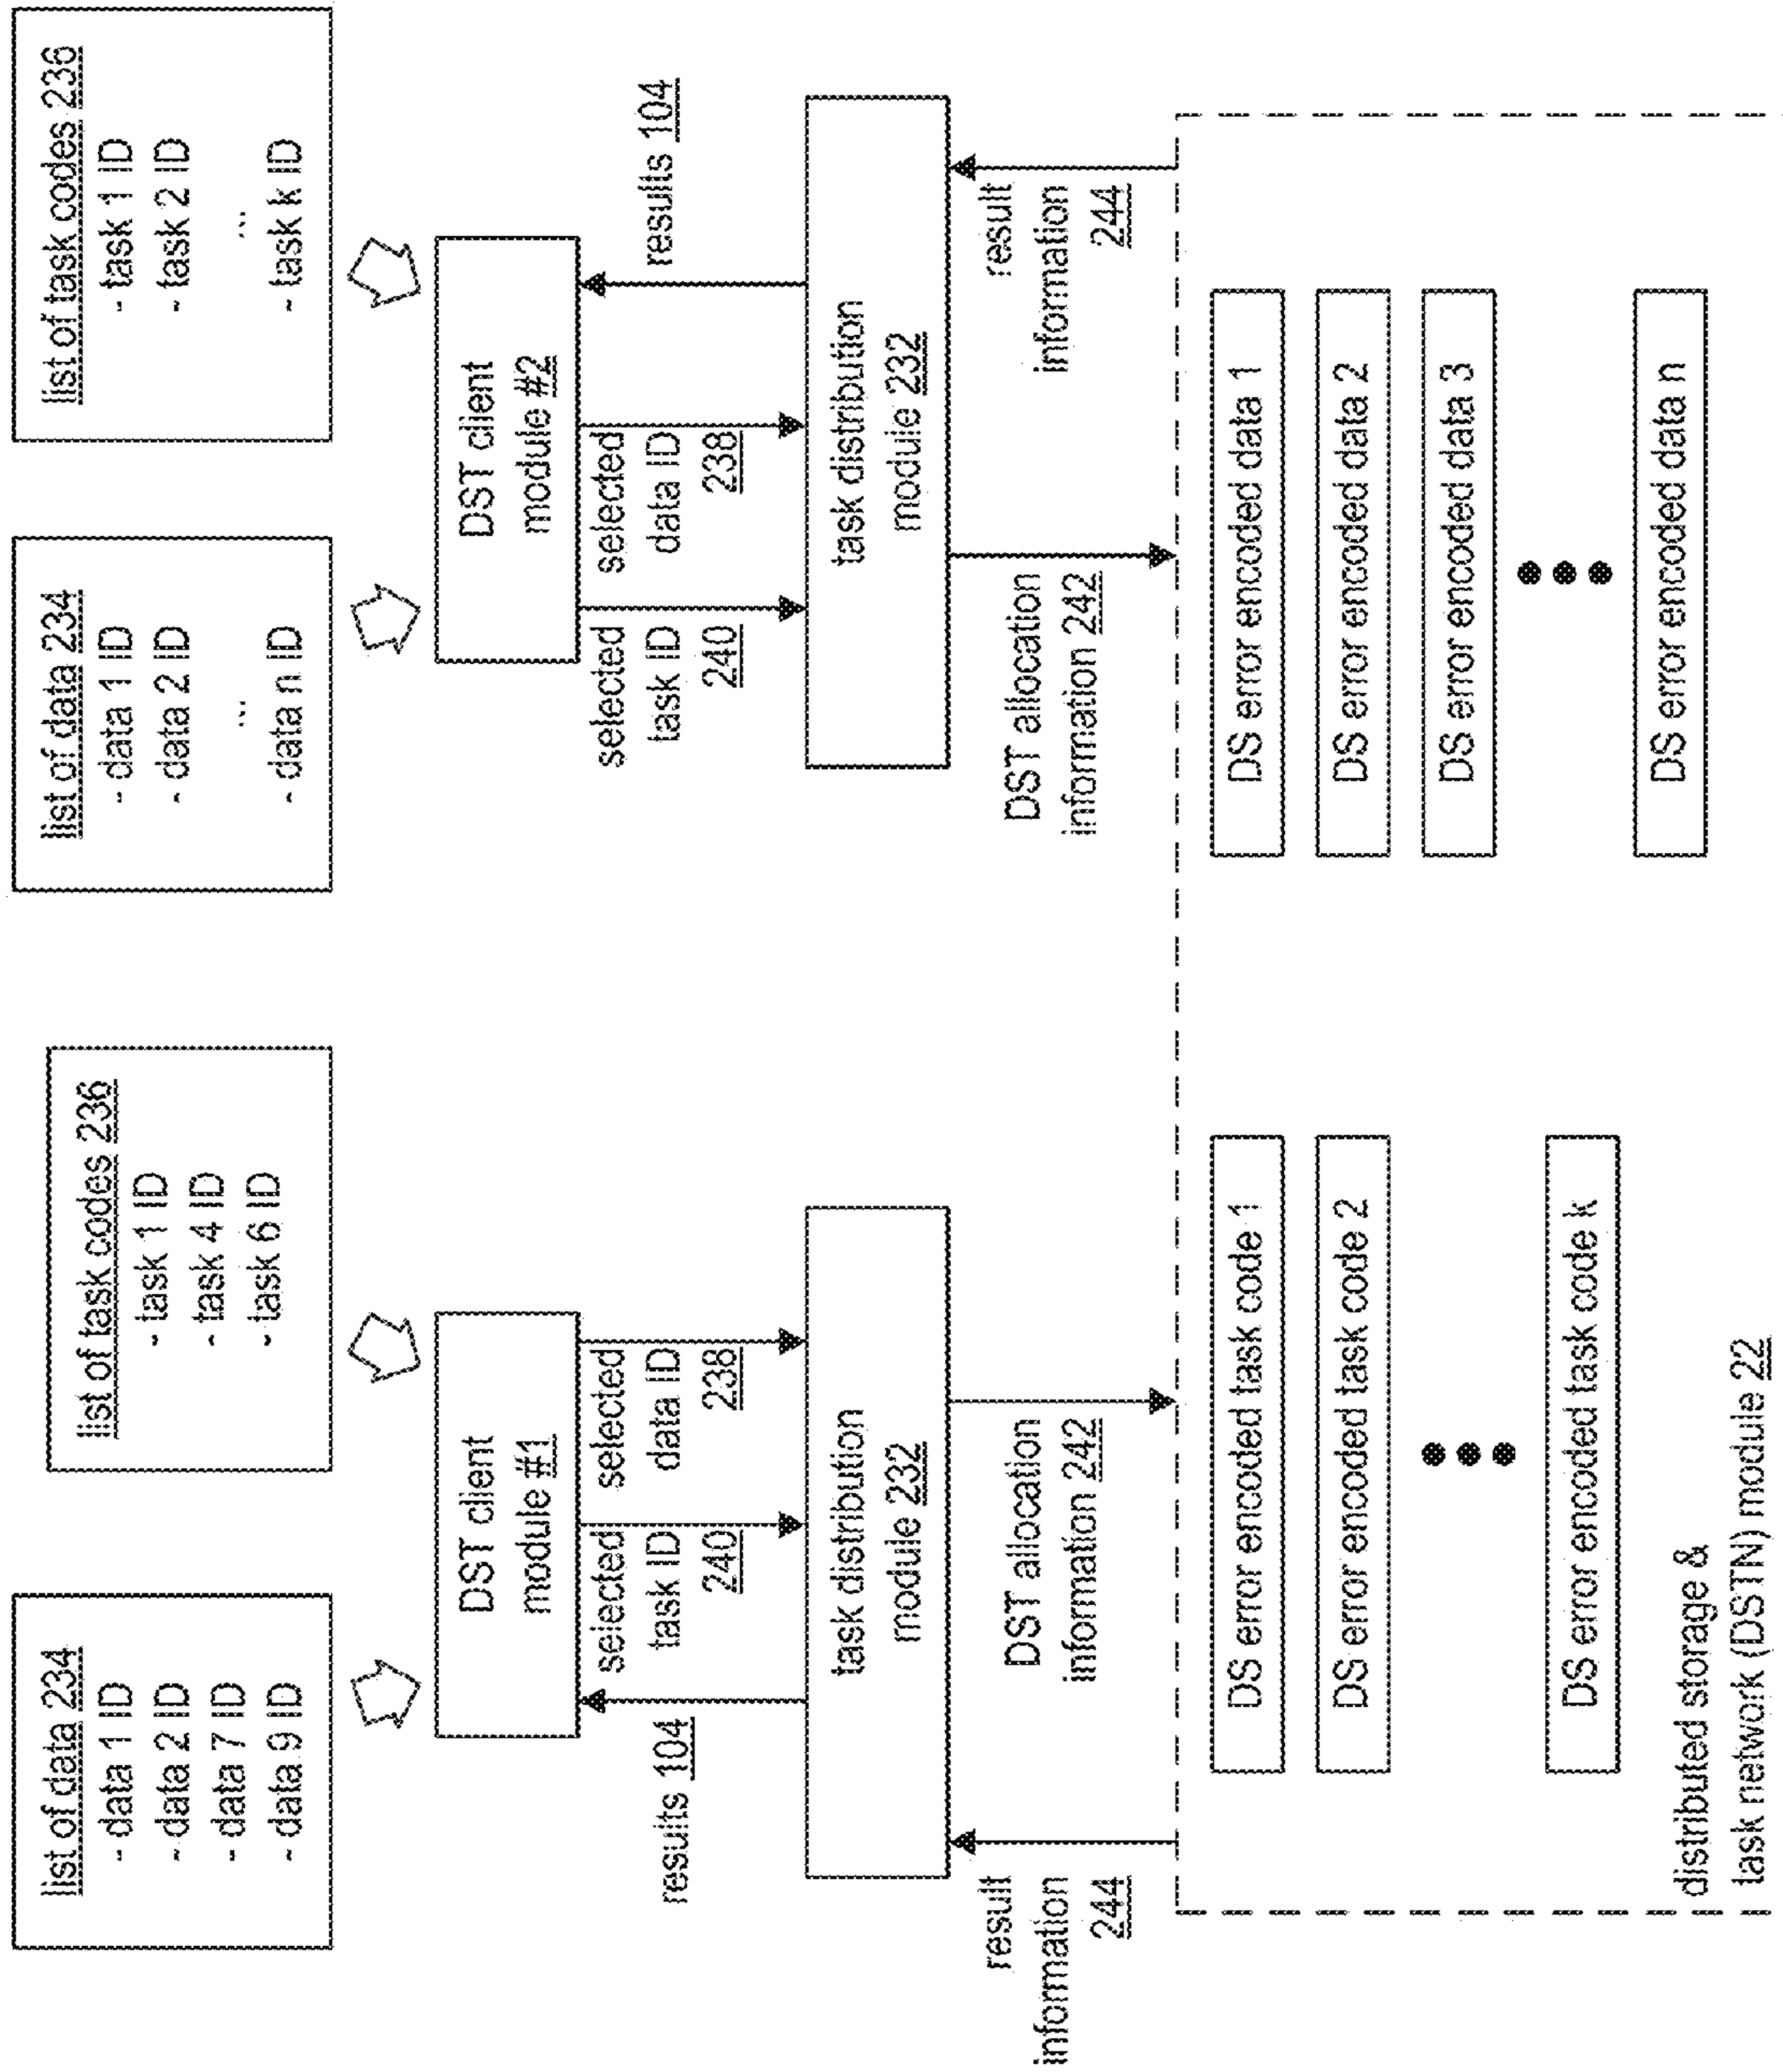 list of data 234
- data 1 ID
- data 2 ID
- data 7 ID
- data 9 ID
list of task codes 236
- task 1 ID
- task 4 ID
- task 6 ID
list of data 234
- data 1 ID
- data 2 ID
...
- data n ID
list of task codes 236
- task 1 ID
- task 2 ID
...
- task k ID
DST client
module #1
DST client
module #2
results 104
selected
task ID
240
selected
data ID
238
selected
task ID
240
selected
data ID
238
results 104
task distribution
module 232
task distribution
module 232
result
information
244
DST allocation
information 242
DST allocation
information 242
result
information
244
DS error encoded task code 1
DS error encoded task code 2
DS error encoded task code k
DS error encoded data 1
DS error encoded data 2
DS error encoded data 3
DS error encoded data n
distributed storage &
task network (DSTN) module 22